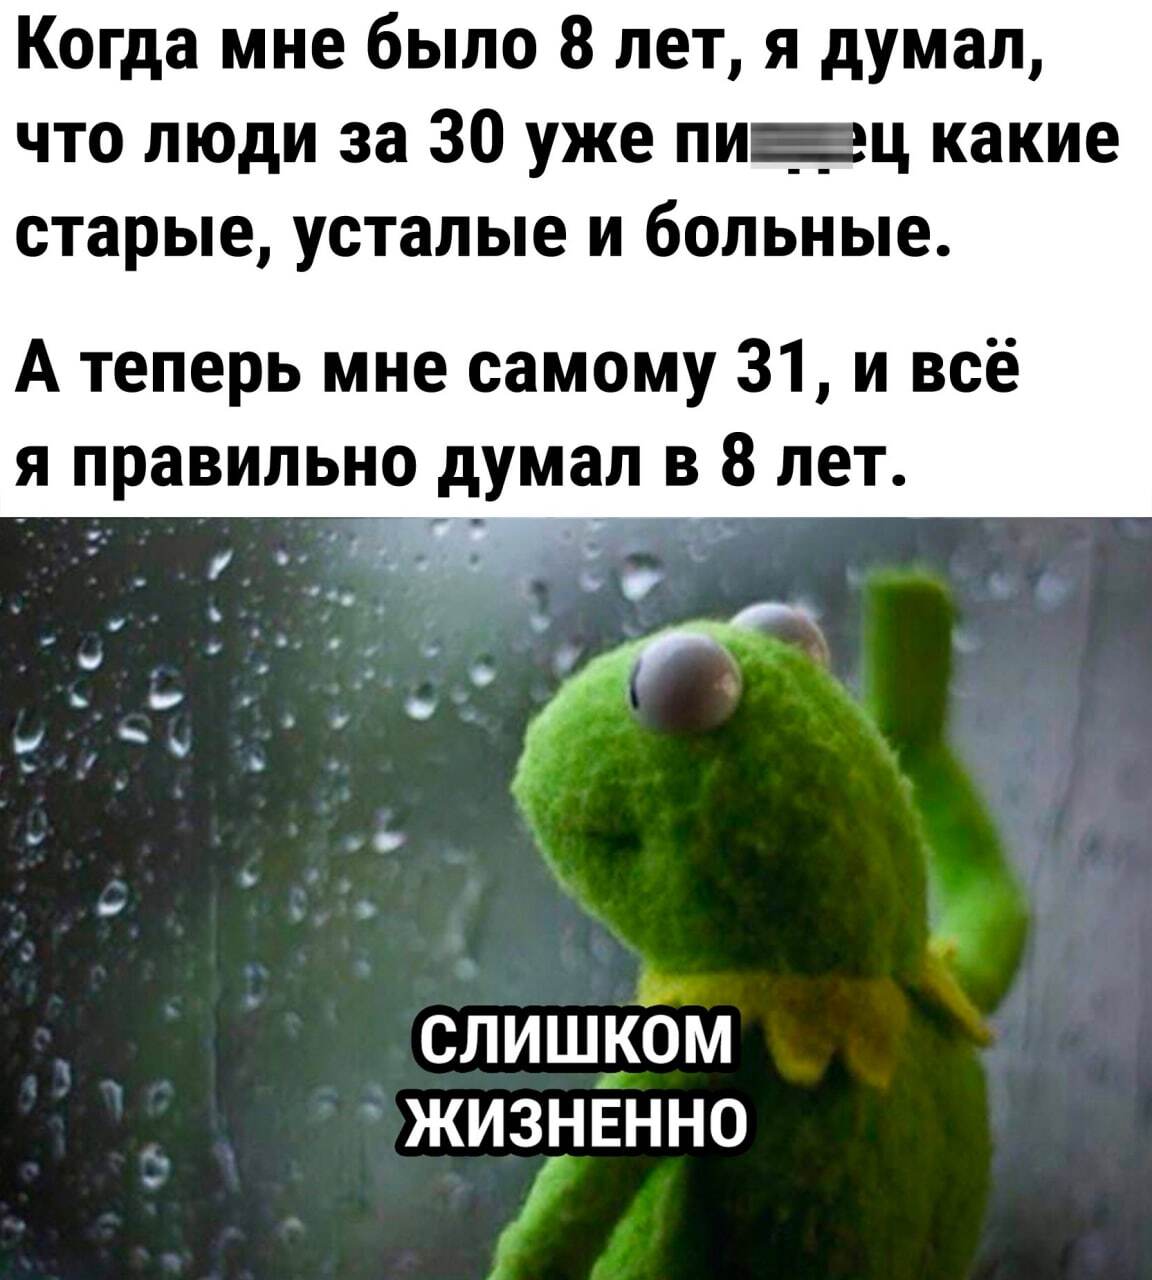 Когда мне было 8 лет, я думал,
что люди за 30 уже какие
старые, усталые и больные.
А теперь мне самому 31, и всё
я правильно думал в 8 лет.
СЛИШКОМ
ЖИЗНЕННО